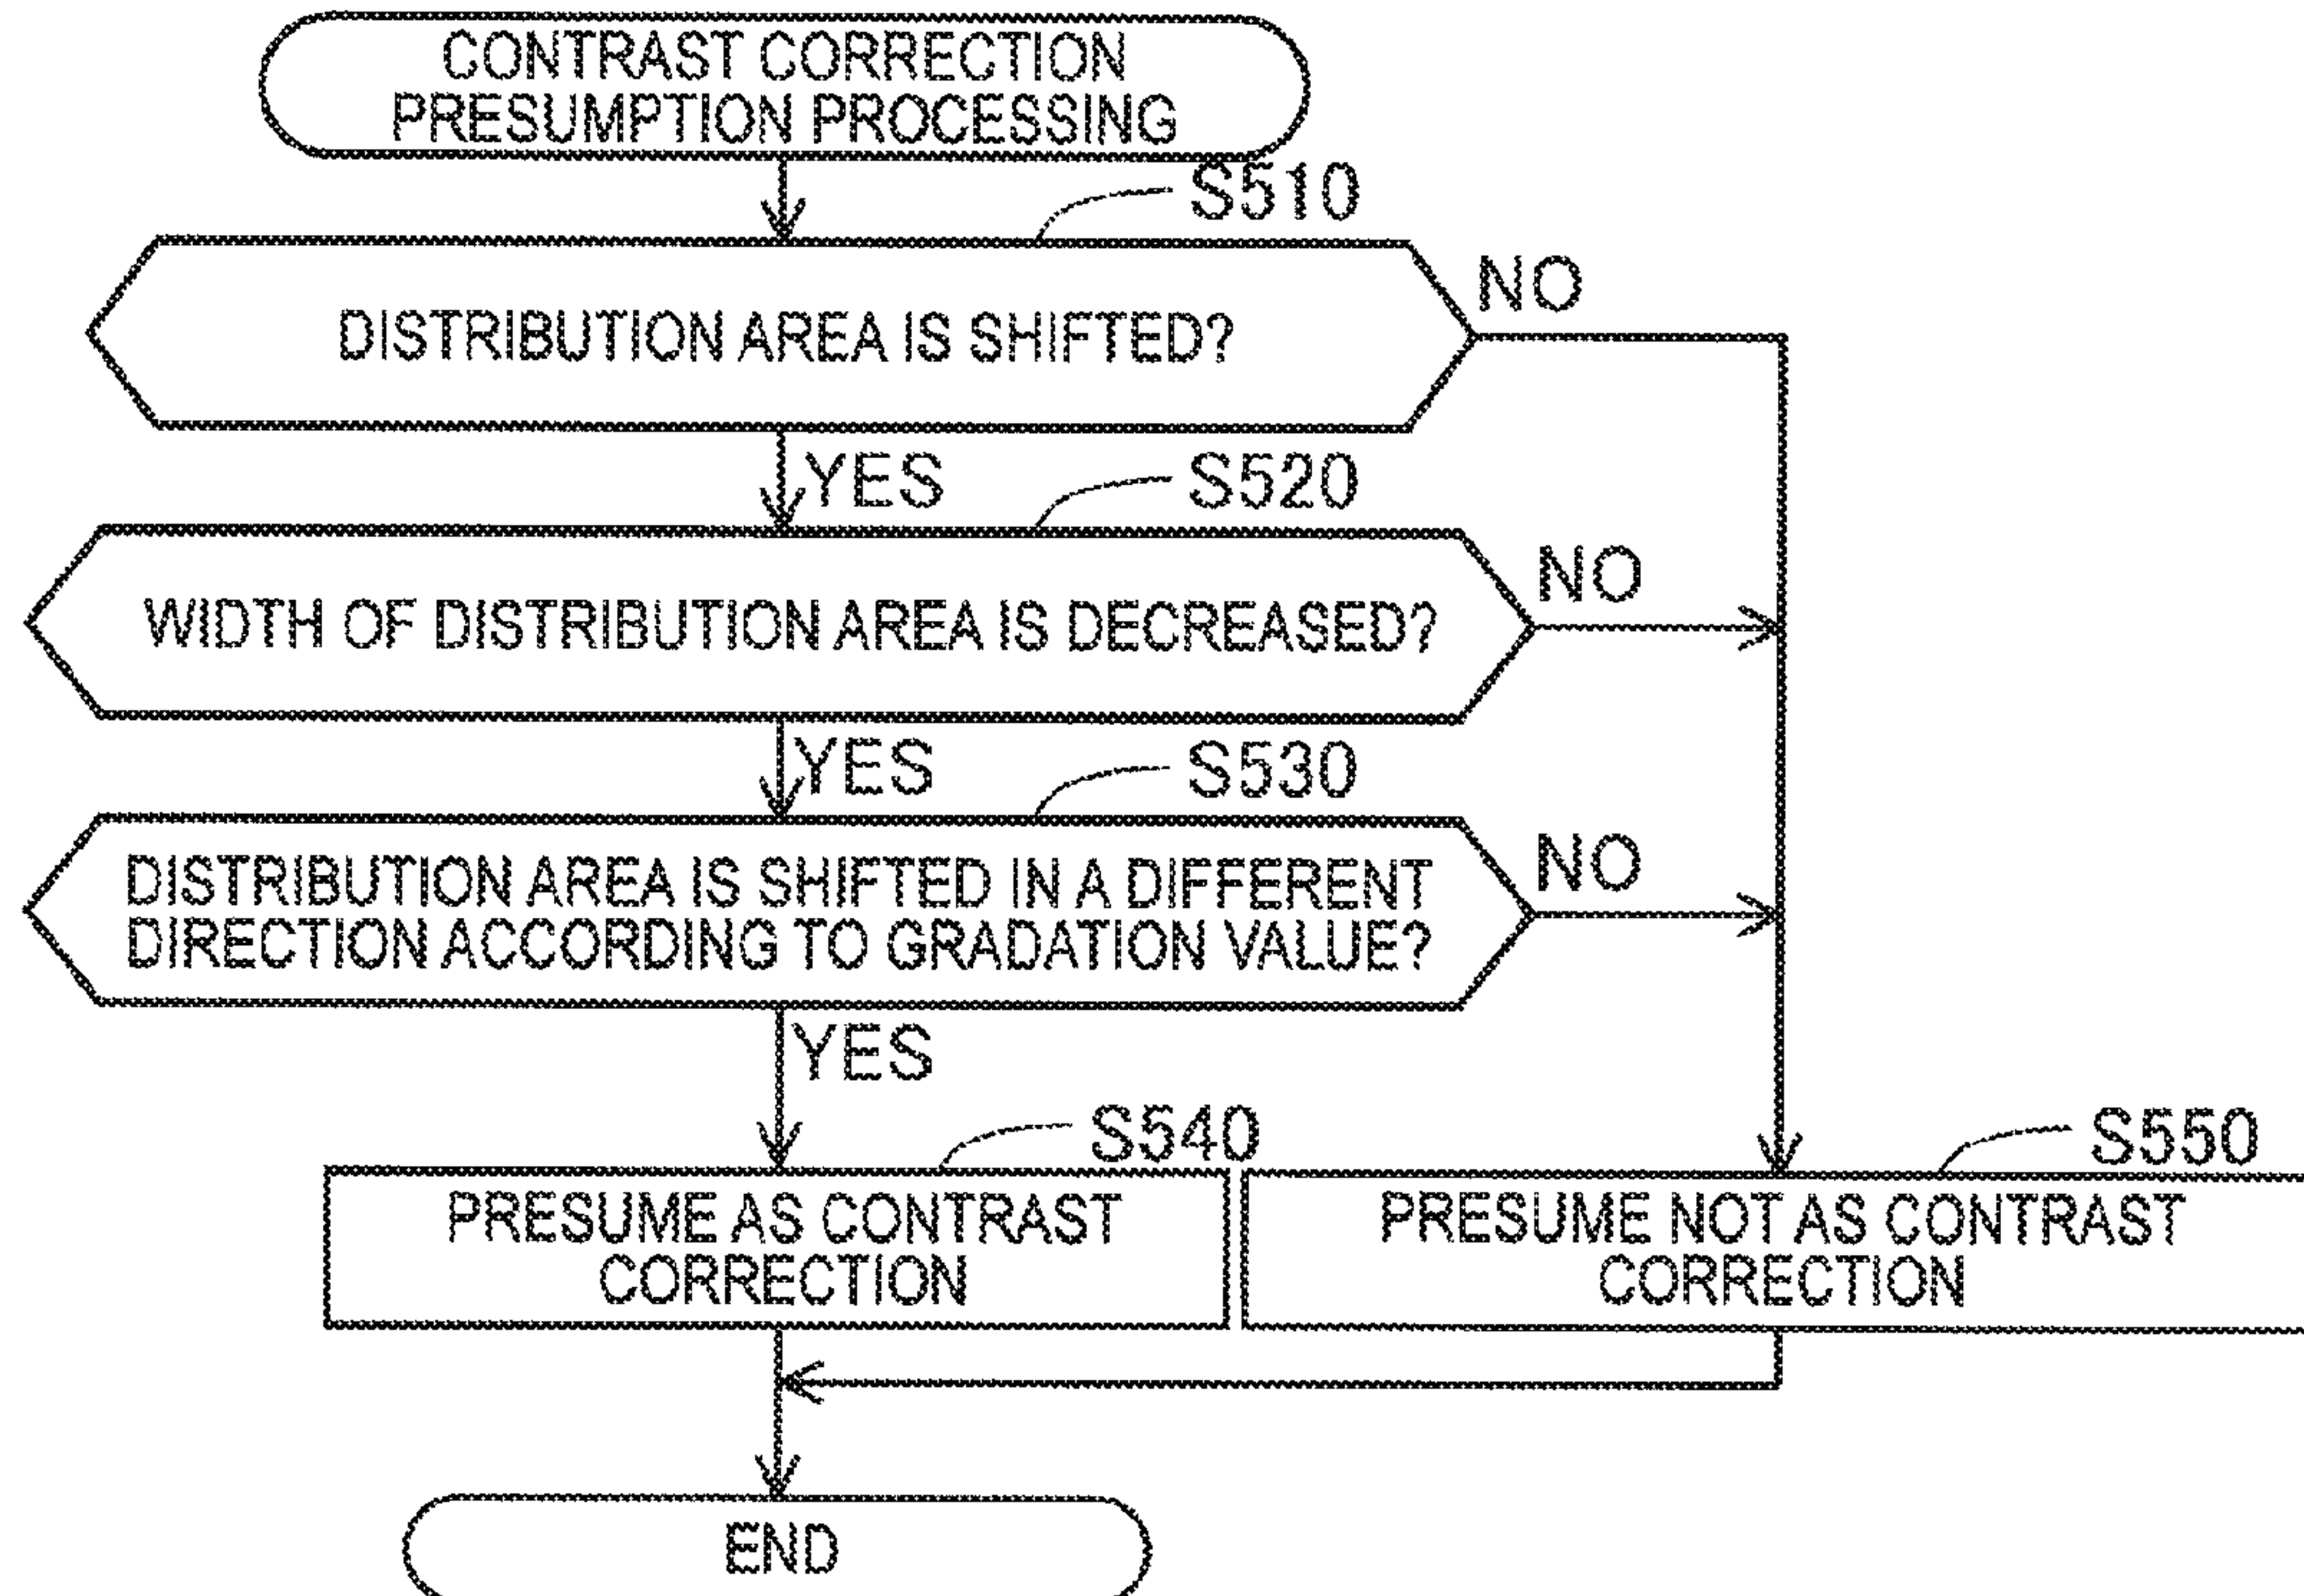 CONTRAST CORRECTION
PRESUMPTION PROCESSING
S510
DISTRIBUTION AREA IS SHIFTED?
NO
YES
S520
WIDTH OF DISTRIBUTION AREA IS DECREASED?
NO
YES
S530
DISTRIBUTION AREA IS SHIFTED IN A DIFFERENT
DIRECTION ACCORDING TO GRADATION VALUE?
NO
YES
S540
PRESUME AS CONTRAST
CORRECTION
S550
PRESUME NOT AS CONTRAST
CORRECTION
END